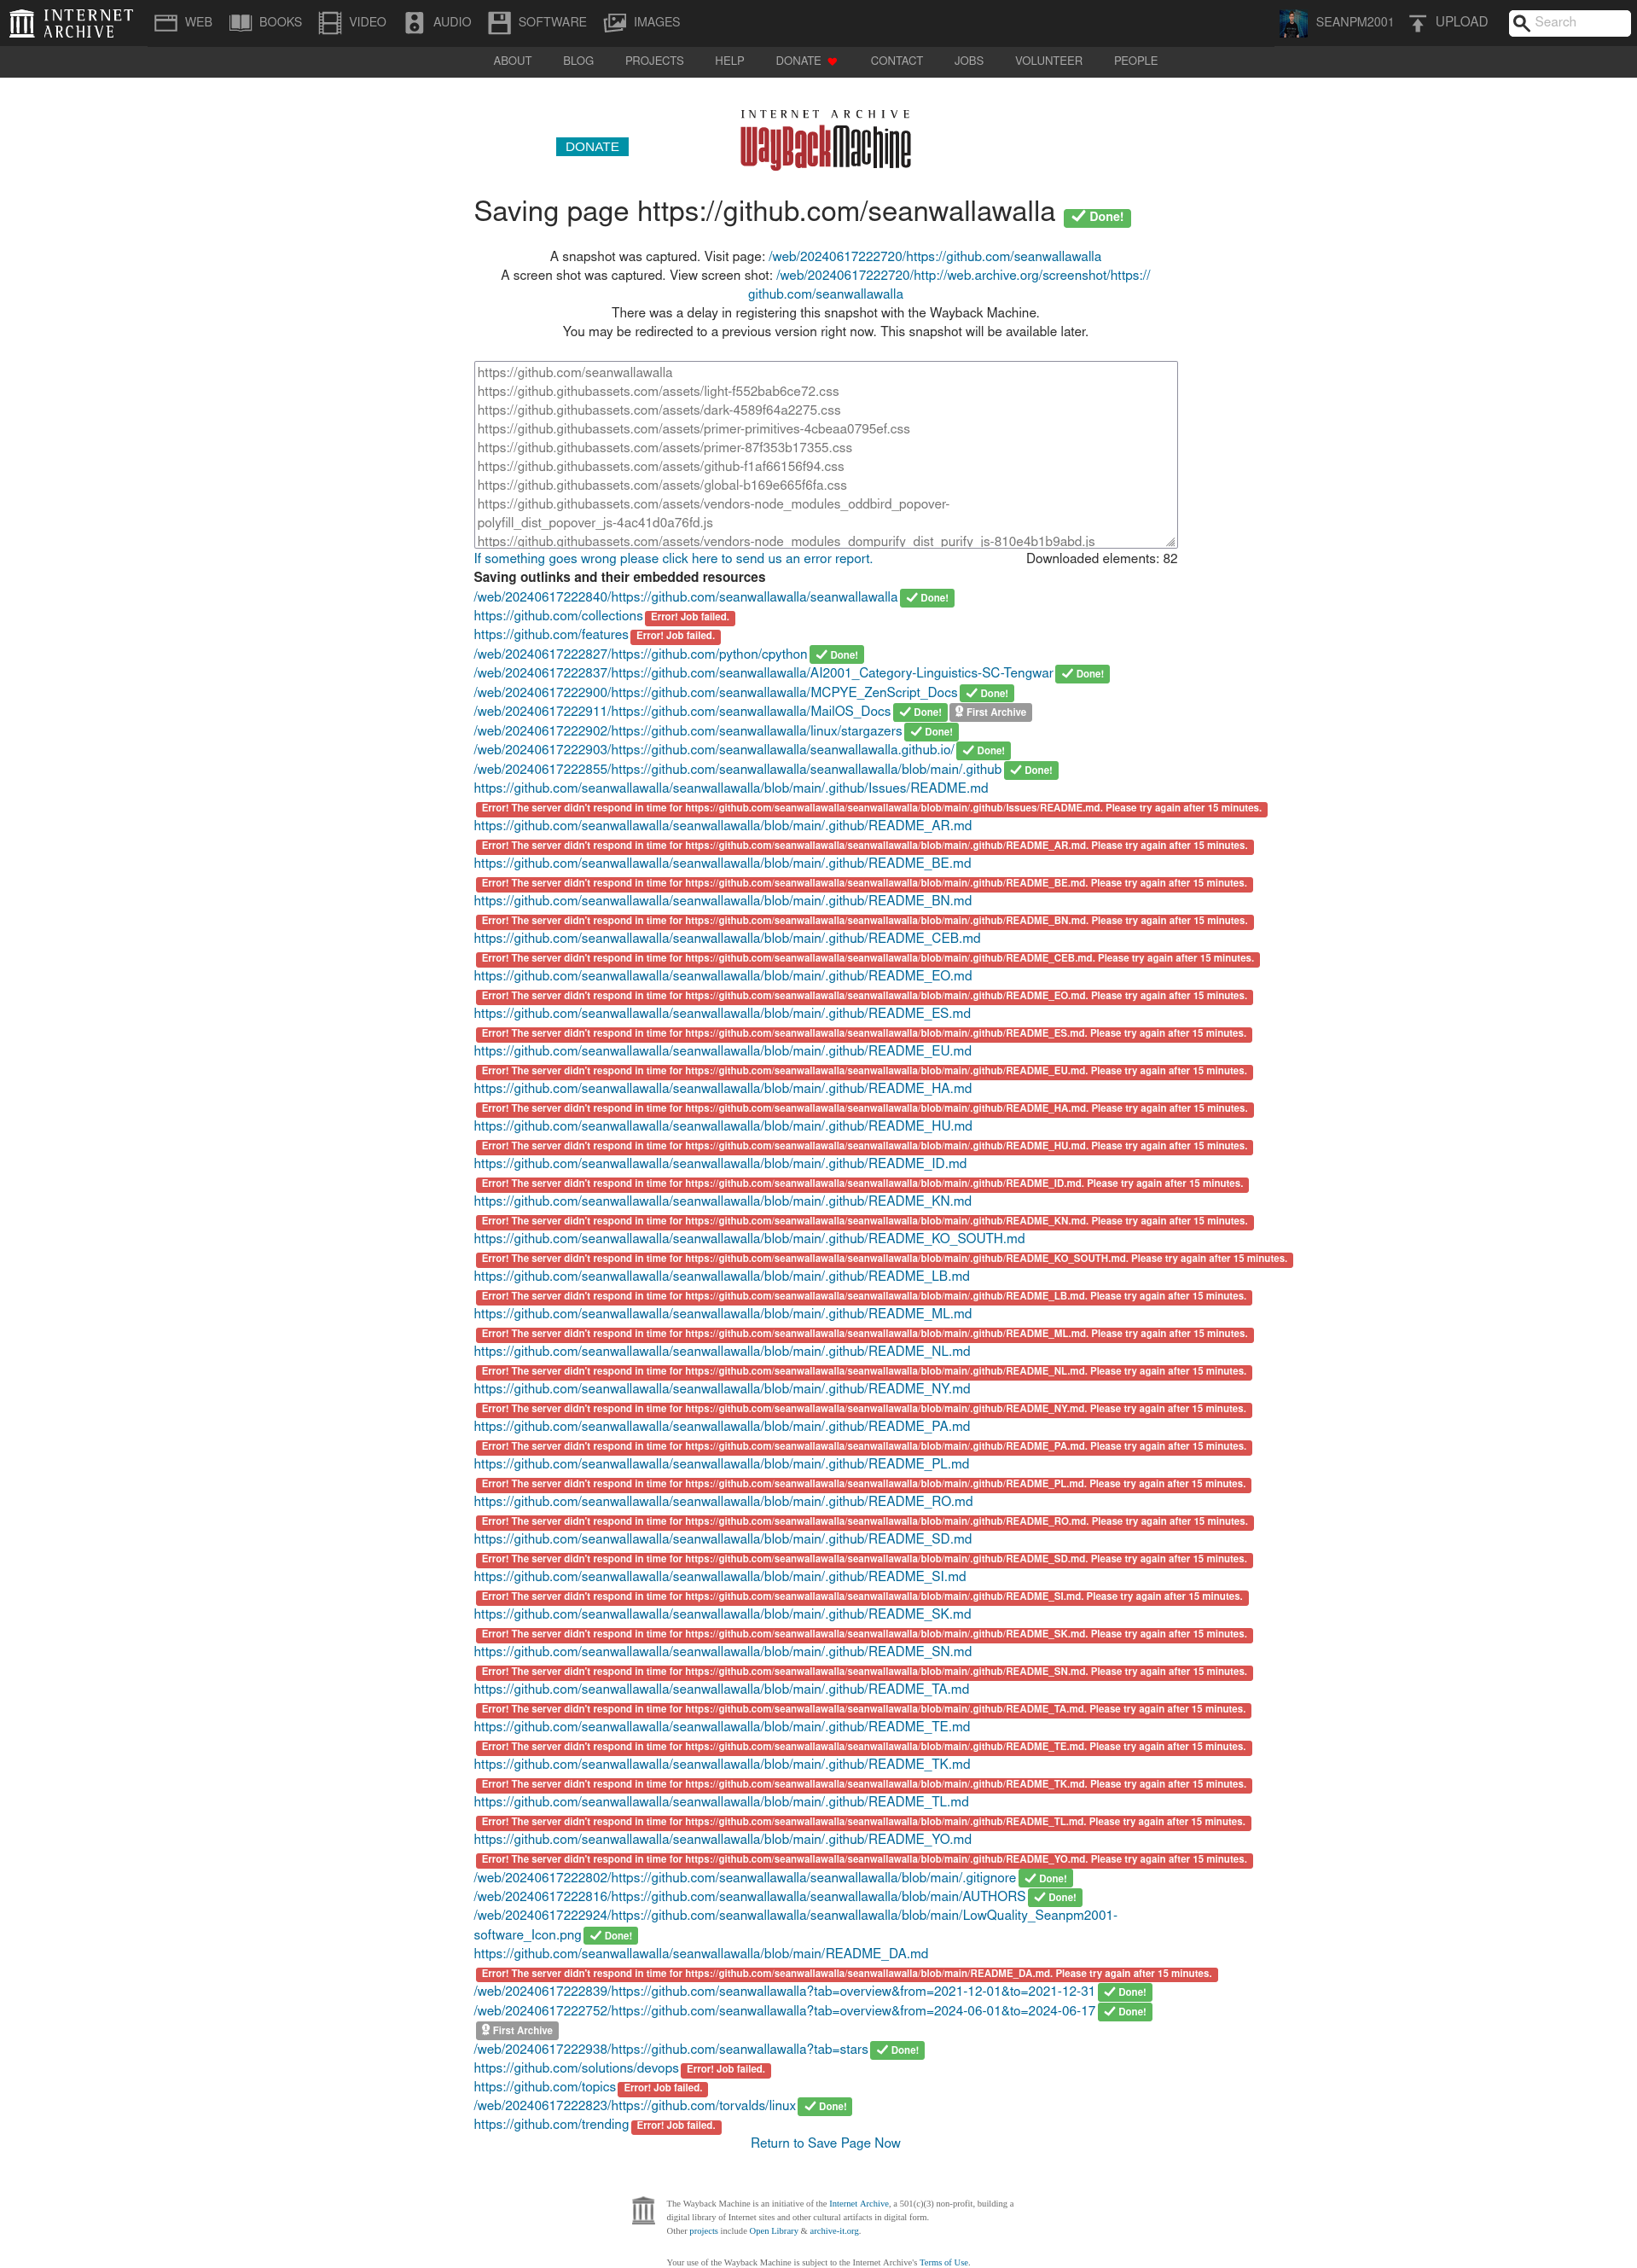 INTERNET ARCHIVE
WEB BOOKS VIDEO AUDIO SOFTWARE IMAGES SEANPM2001 UPLOAD Search
ABOUT BLOG PROJECTS HELP DONATE CONTACT JOBS VOLUNTEER PEOPLE
INTERNET ARCHIVE
DONATE WayBackMachine
Saving page https://github.com/seanwallawalla Done!
A snapshot was captured. Visit page: /web/20240617222720/https://github.com/seanwallawalla
A screen shot was captured. View screen shot: /web/20240617222720/http://web.archive.org/screenshot/https://
github.com/seanwallawalla
There was a delay in registering this snapshot with the Wayback Machine.
You may be redirected to a previous version right now. This snapshot will be available later.
https://github.com/seanwallawalla
https://github.githubassets.com/assets/light-f552bab6ce72.css
https://github.githubassets.com/assets/dark-4589f64a2275.css
https://github.githubassets.com/assets/primer-primitives-4cbeaa0795ef.css
https://github.githubassets.com/assets/primer-87f353b17355.css
https://github.githubassets.com/assets/github-f1af66156f94.css
https://github.githubassets.com/assets/global-b169e665f6fa.css
https://github.githubassets.com/assets/vendors-node_modules_oddbird_popover-
polyfill_dist_popover_js-4ac41d0a76fd.js
https://github.githubassets.com/assets/vendors-node_modules_dompurify_dist_purify_js-810e4b1b9abd.js
If something goes wrong please click here to send us an error report. Downloaded elements: 82
Saving outlinks and their embedded resources
/web/20240617222840/https://github.com/seanwallawalla/seanwallawalla Done!
https://github.com/collections Error! Job failed.
https://github.com/features Error! Job failed.
/web/20240617222827/https://github.com/python/cpython Done!
/web/20240617222837/https://github.com/seanwallawalla/AI2001_Category-Linguistics-SC-Tengwar Done!
/web/20240617222900/https://github.com/seanwallawalla/MCPYE_ZenScript_Docs Done!
/web/20240617222911/https://github.com/seanwallawalla/MailOS_Docs Done! First Archive
/web/20240617222902/https://github.com/seanwallawalla/linux/stargazers Done!
/web/20240617222903/https://github.com/seanwallawalla/seanwallawalla.github.io/ Done!
/web/20240617222855/https://github.com/seanwallawalla/seanwallawalla/blob/main/.github Done!
https://github.com/seanwallawalla/seanwallawalla/blob/main/.github/Issues/README.md
Error! The server didn't respond in time for https://github.com/seanwallawalla/seanwallawalla/blob/main/.github/Issues/README.md. Please try again after 15 minutes.
https://github.com/seanwallawalla/seanwallawalla/blob/main/.github/README_AR.md
Error! The server didn't respond in time for https://github.com/seanwallawalla/seanwallawalla/blob/main/.github/README_AR.md. Please try again after 15 minutes.
https://github.com/seanwallawalla/seanwallawalla/blob/main/.github/README_BE.md
Error! The server didn't respond in time for https://github.com/seanwallawalla/seanwallawalla/blob/main/.github/README_BE.md. Please try again after 15 minutes.
https://github.com/seanwallawalla/seanwallawalla/blob/main/.github/README_BN.md
Error! The server didn't respond in time for https://github.com/seanwallawalla/seanwallawalla/blob/main/.github/README_BN.md. Please try again after 15 minutes.
https://github.com/seanwallawalla/seanwallawalla/blob/main/.github/README_CEB.md
Error! The server didn't respond in time for https://github.com/seanwallawalla/seanwallawalla/blob/main/.github/README_CEB.md. Please try again after 15 minutes.
https://github.com/seanwallawalla/seanwallawalla/blob/main/.github/README_EO.md
Error! The server didn't respond in time for https://github.com/seanwallawalla/seanwallawalla/blob/main/.github/README_EO.md. Please try again after 15 minutes.
https://github.com/seanwallawalla/seanwallawalla/blob/main/.github/README_ES.md
Error! The server didn't respond in time for https://github.com/seanwallawalla/seanwallawalla/blob/main/.github/README_ES.md. Please try again after 15 minutes.
https://github.com/seanwallawalla/seanwallawalla/blob/main/.github/README_EU.md
Error! The server didn't respond in time for https://github.com/seanwallawalla/seanwallawalla/blob/main/.github/README_EU.md. Please try again after 15 minutes.
https://github.com/seanwallawalla/seanwallawalla/blob/main/.github/README_HA.md
Error! The server didn't respond in time for https://github.com/seanwallawalla/seanwallawalla/blob/main/.github/README_HA.md. Please try again after 15 minutes.
https://github.com/seanwallawalla/seanwallawalla/blob/main/.github/README_HU.md
Error! The server didn't respond in time for https://github.com/seanwallawalla/seanwallawalla/blob/main/.github/README_HU.md. Please try again after 15 minutes.
https://github.com/seanwallawalla/seanwallawalla/blob/main/.github/README_ID.md
Error! The server didn't respond in time for https://github.com/seanwallawalla/seanwallawalla/blob/main/.github/README_ID.md. Please try again after 15 minutes.
https://github.com/seanwallawalla/seanwallawalla/blob/main/.github/README_KN.md
Error! The server didn't respond in time for https://github.com/seanwallawalla/seanwallawalla/blob/main/.github/README_KN.md. Please try again after 15 minutes.
https://github.com/seanwallawalla/seanwallawalla/blob/main/.github/README_KO_SOUTH.md
Error! The server didn't respond in time for https://github.com/seanwallawalla/seanwallawalla/blob/main/.github/README_KO_SOUTH.md. Please try again after 15 minutes.
https://github.com/seanwallawalla/seanwallawalla/blob/main/.github/README_LB.md
Error! The server didn't respond in time for https://github.com/seanwallawalla/seanwallawalla/blob/main/.github/README_LB.md. Please try again after 15 minutes.
https://github.com/seanwallawalla/seanwallawalla/blob/main/.github/README_ML.md
Error! The server didn't respond in time for https://github.com/seanwallawalla/seanwallawalla/blob/main/.github/README_ML.md. Please try again after 15 minutes.
https://github.com/seanwallawalla/seanwallawalla/blob/main/.github/README_NL.md
Error! The server didn't respond in time for https://github.com/seanwallawalla/seanwallawalla/blob/main/.github/README_NL.md. Please try again after 15 minutes.
https://github.com/seanwallawalla/seanwallawalla/blob/main/.github/README_NY.md
Error! The server didn't respond in time for https://github.com/seanwallawalla/seanwallawalla/blob/main/.github/README_NY.md. Please try again after 15 minutes.
https://github.com/seanwallawalla/seanwallawalla/blob/main/.github/README_PA.md
Error! The server didn't respond in time for https://github.com/seanwallawalla/seanwallawalla/blob/main/.github/README_PA.md. Please try again after 15 minutes.
https://github.com/seanwallawalla/seanwallawalla/blob/main/.github/README_PL.md
Error! The server didn't respond in time for https://github.com/seanwallawalla/seanwallawalla/blob/main/.github/README_PL.md. Please try again after 15 minutes.
https://github.com/seanwallawalla/seanwallawalla/blob/main/.github/README_RO.md
Error! The server didn't respond in time for https://github.com/seanwallawalla/seanwallawalla/blob/main/.github/README_RO.md. Please try again after 15 minutes.
https://github.com/seanwallawalla/seanwallawalla/blob/main/.github/README_SD.md
Error! The server didn't respond in time for https://github.com/seanwallawalla/seanwallawalla/blob/main/.github/README_SD.md. Please try again after 15 minutes.
https://github.com/seanwallawalla/seanwallawalla/blob/main/.github/README_SI.md
Error! The server didn't respond in time for https://github.com/seanwallawalla/seanwallawalla/blob/main/.github/README_SI.md. Please try again after 15 minutes.
https://github.com/seanwallawalla/seanwallawalla/blob/main/.github/README_SK.md
Error! The server didn't respond in time for https://github.com/seanwallawalla/seanwallawalla/blob/main/.github/README_SK.md. Please try again after 15 minutes.
https://github.com/seanwallawalla/seanwallawalla/blob/main/.github/README_SN.md
Error! The server didn't respond in time for https://github.com/seanwallawalla/seanwallawalla/blob/main/.github/README_SN.md. Please try again after 15 minutes.
https://github.com/seanwallawalla/seanwallawalla/blob/main/.github/README_TA.md
Error! The server didn't respond in time for https://github.com/seanwallawalla/seanwallawalla/blob/main/.github/README_TA.md. Please try again after 15 minutes.
https://github.com/seanwallawalla/seanwallawalla/blob/main/.github/README_TE.md
Error! The server didn't respond in time for https://github.com/seanwallawalla/seanwallawalla/blob/main/.github/README_TE.md. Please try again after 15 minutes.
https://github.com/seanwallawalla/seanwallawalla/blob/main/.github/README_TK.md
Error! The server didn't respond in time for https://github.com/seanwallawalla/seanwallawalla/blob/main/.github/README_TK.md. Please try again after 15 minutes.
https://github.com/seanwallawalla/seanwallawalla/blob/main/.github/README_TL.md
Error! The server didn't respond in time for https://github.com/seanwallawalla/seanwallawalla/blob/main/.github/README_TL.md. Please try again after 15 minutes.
https://github.com/seanwallawalla/seanwallawalla/blob/main/.github/README_YO.md
Error! The server didn't respond in time for https://github.com/seanwallawalla/seanwallawalla/blob/main/.github/README_YO.md. Please try again after 15 minutes.
/web/20240617222802/https://github.com/seanwallawalla/seanwallawalla/blob/main/.gitignore Done!
/web/20240617222816/https://github.com/seanwallawalla/seanwallawalla/blob/main/AUTHORS Done!
/web/20240617222924/https://github.com/seanwallawalla/seanwallawalla/blob/main/LowQuality_Seanpm2001-
software_Icon.png Done!
https://github.com/seanwallawalla/seanwallawalla/blob/main/README_DA.md
Error! The server didn't respond in time for https://github.com/seanwallawalla/seanwallawalla/blob/main/README_DA.md. Please try again after 15 minutes.
/web/20240617222839/https://github.com/seanwallawalla?tab=overview&from=2021-12-01&to=2021-12-31 Done!
/web/20240617222752/https://github.com/seanwallawalla?tab=overview&from=2024-06-01&to=2024-06-17 Done!
First Archive
/web/20240617222938/https://github.com/seanwallawalla?tab=stars Done!
https://github.com/solutions/devops Error! Job failed.
https://github.com/topics Error! Job failed.
/web/20240617222823/https://github.com/torvalds/linux Done!
https://github.com/trending Error! Job failed.
Return to Save Page Now
The Wayback Machine is an initiative of the Internet Archive, a 501(c)(3) non-profit, building a
digital library of Internet sites and other cultural artifacts in digital form.
Other projects include Open Library & archive-it.org.
Your use of the Wayback Machine is subject to the Internet Archive's Terms of Use.